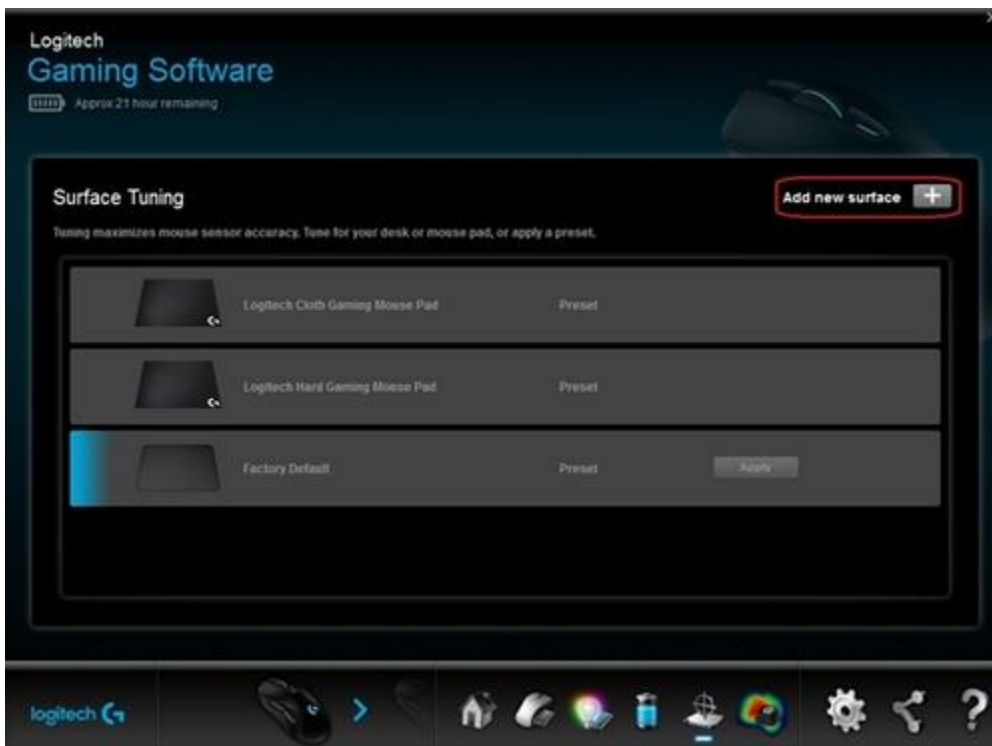 Logitech
Gaming Software
Approx 21 hour remaining
Surface Tuning
Add new surface
Tuning maximizes mouse sensor accuracy. Tune for your desk or mouse pad, or apply a preset.
Logitech Cloth Gaming Mouse Pad Preset
Logitech Hard Gaming Mouse Pad Preset
Factory Default Preset Apply
logitech G